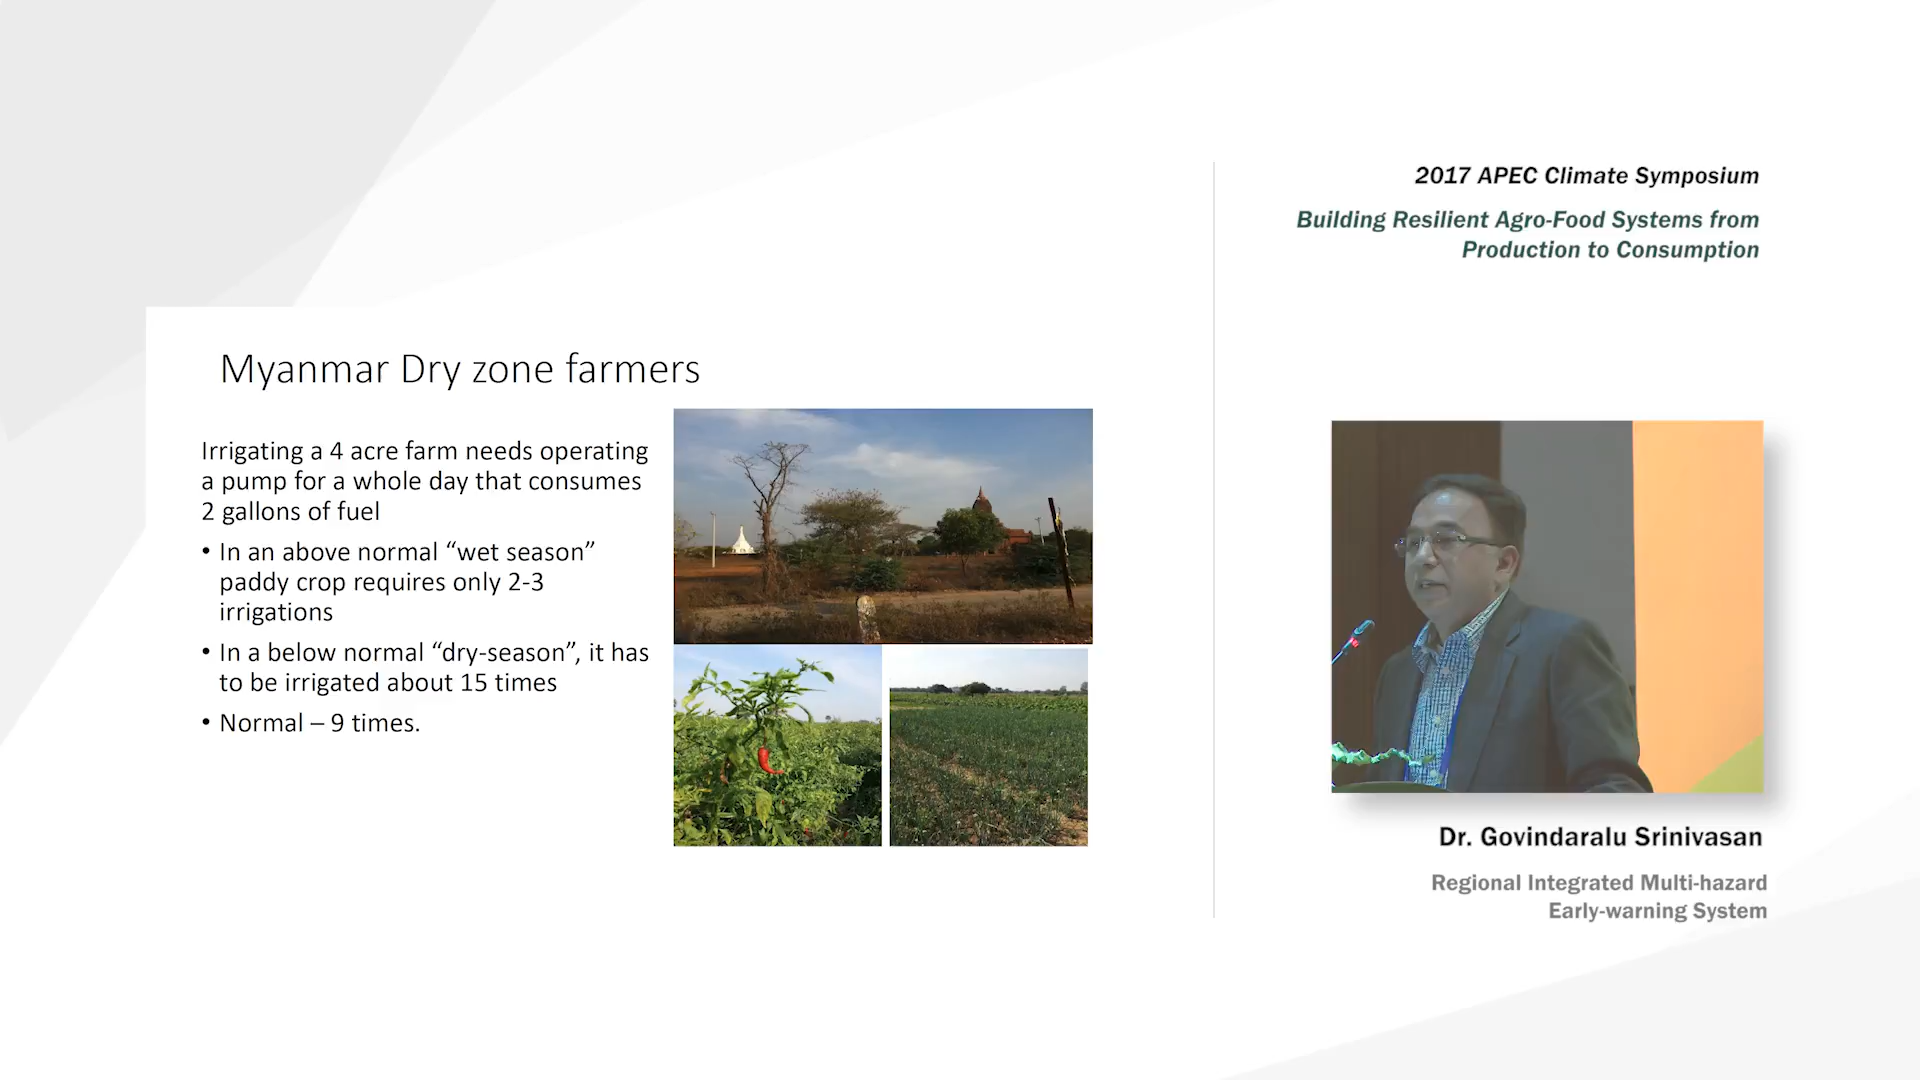 2017 APEC Climate Symposium
Building Resilient Agro-Food Systems from
Production to Consumption
Myanmar Dry zone farmers
Irrigating a 4 acre farm needs operating
a pump for a whole day that consumes
2 gallons of fuel
• In an above normal “wet season”
paddy crop requires only 2-3
irrigations
• In a below normal “dry-season”, it has
to be irrigated about 15 times
• Normal – 9 times.
Dr. Govindaralu Srinivasan
Regional Integrated Multi-hazard
Early-warning System